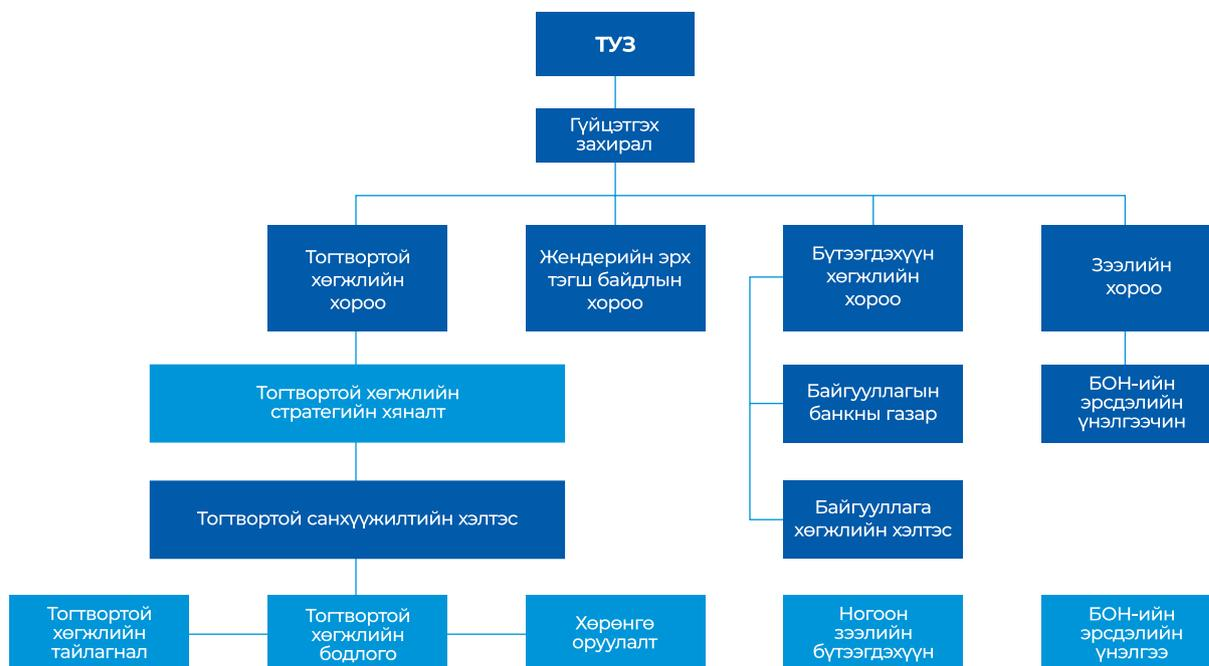 ТУЗ
Гүйцэтгэх
захирал
Тогтвортой
хөгжлийн
хороо
Жендерийн эрх
тэгш байдлын
хороо
Бүтээгдэхүүн
хөгжлийн
хороо
Зээлийн
хороо
Тогтвортой хөгжлийн
стратегийн хяналт
Байгууллагын
банкны газар
БОН-ийн
эрсдэлийн
үнэлгээчин
Тогтвортой санхүүжилтийн хэлтэс
Байгууллага
хөгжлийн хэлтэс
Тогтвортой
хөгжлийн
тайлагнал
Тогтвортой
хөгжлийн
бодлого
Хөрөнгө
оруулалт
Ногоон
зээлийн
бүтээгдэхүүн
БОН-ийн
эрсдэлийн
үнэлгээ